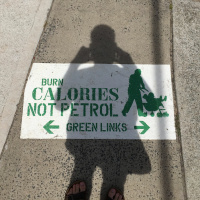 BURN
CALORIES
NOT PETROL
GREEN LINKS